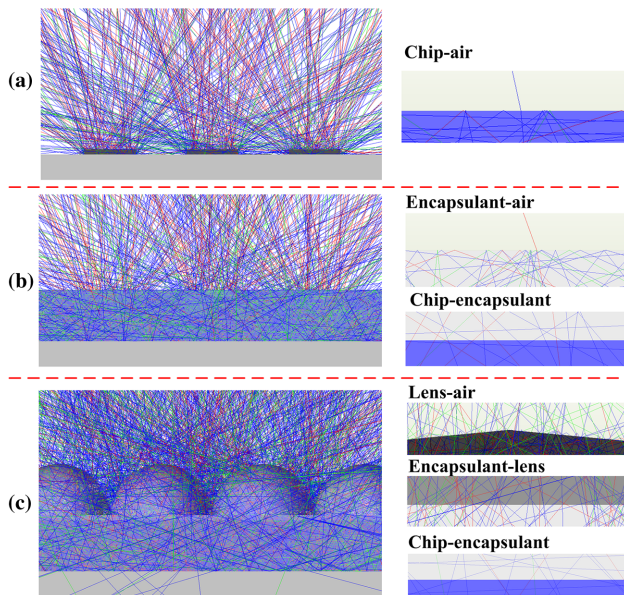 (a)
Chip-air
(b)
Encapsulant-air
Chip-encapsulant
(c)
Lens-air
Encapsulant-lens
Chip-encapsulant